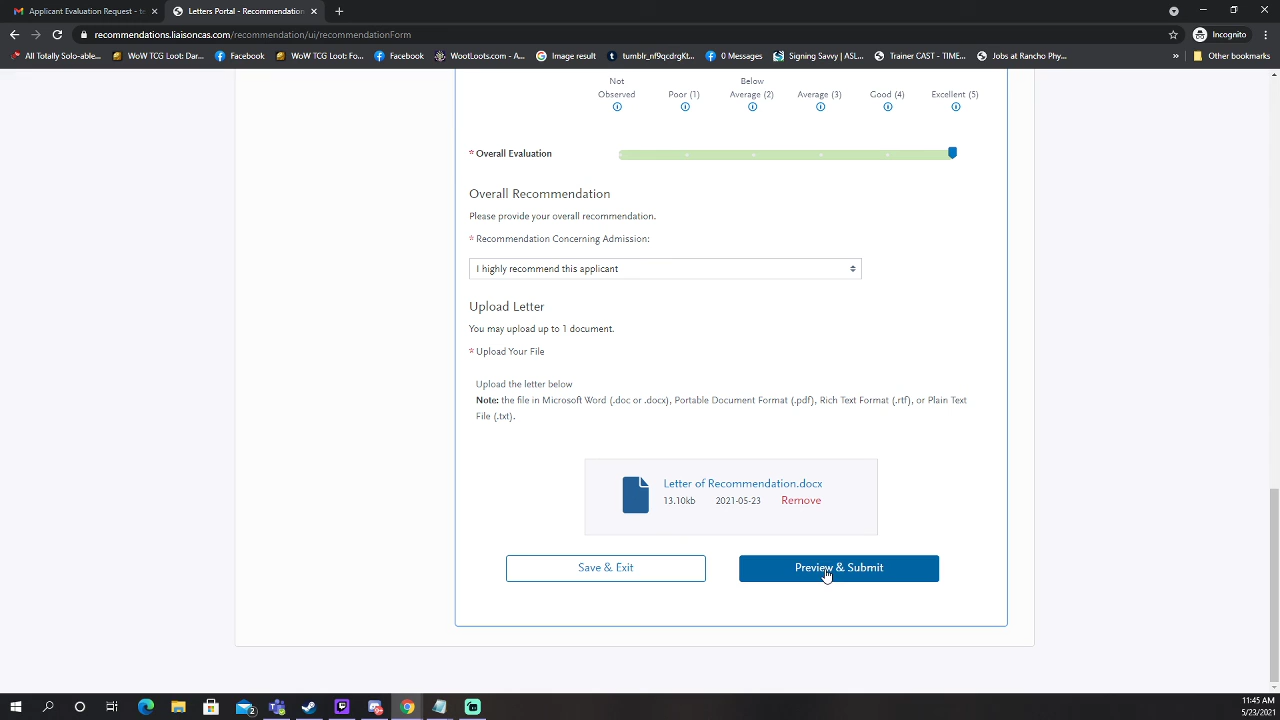 Applicant Evaluation Request - te
Letters Portal - Recommendation
recommendations.liaisoncas.com/recommendation/ui/recommendationForm
Incognito
All Totally Solo-able...
WoW TCG Loot: Dar...
Facebook
WoW TCG Loot: Fo...
Facebook
WootLoots.com - A...
Image result
tumblr_nf9qcdrgKt...
0 Messages
Signing Savvy | ASL...
Trainer CAST - TIME...
Jobs at Rancho Phy...
»
Other bookmarks
Not Observed
Poor (1)
Below Average (2)
Average (3)
Good (4)
Excellent (5)
* Overall Evaluation
Overall Recommendation
Please provide your overall recommendation.
* Recommendation Concerning Admission:
I highly recommend this applicant
Upload Letter
You may upload up to 1 document.
* Upload Your File
Upload the letter below
Note: the file in Microsoft Word (.doc or .docx), Portable Document Format (.pdf), Rich Text Format (.rtf), or Plain Text
File (.txt).
Letter of Recommendation.docx
13.10kb 2021-05-23 Remove
Save & Exit
Preview & Submit
2
11:45 AM
5/23/2021